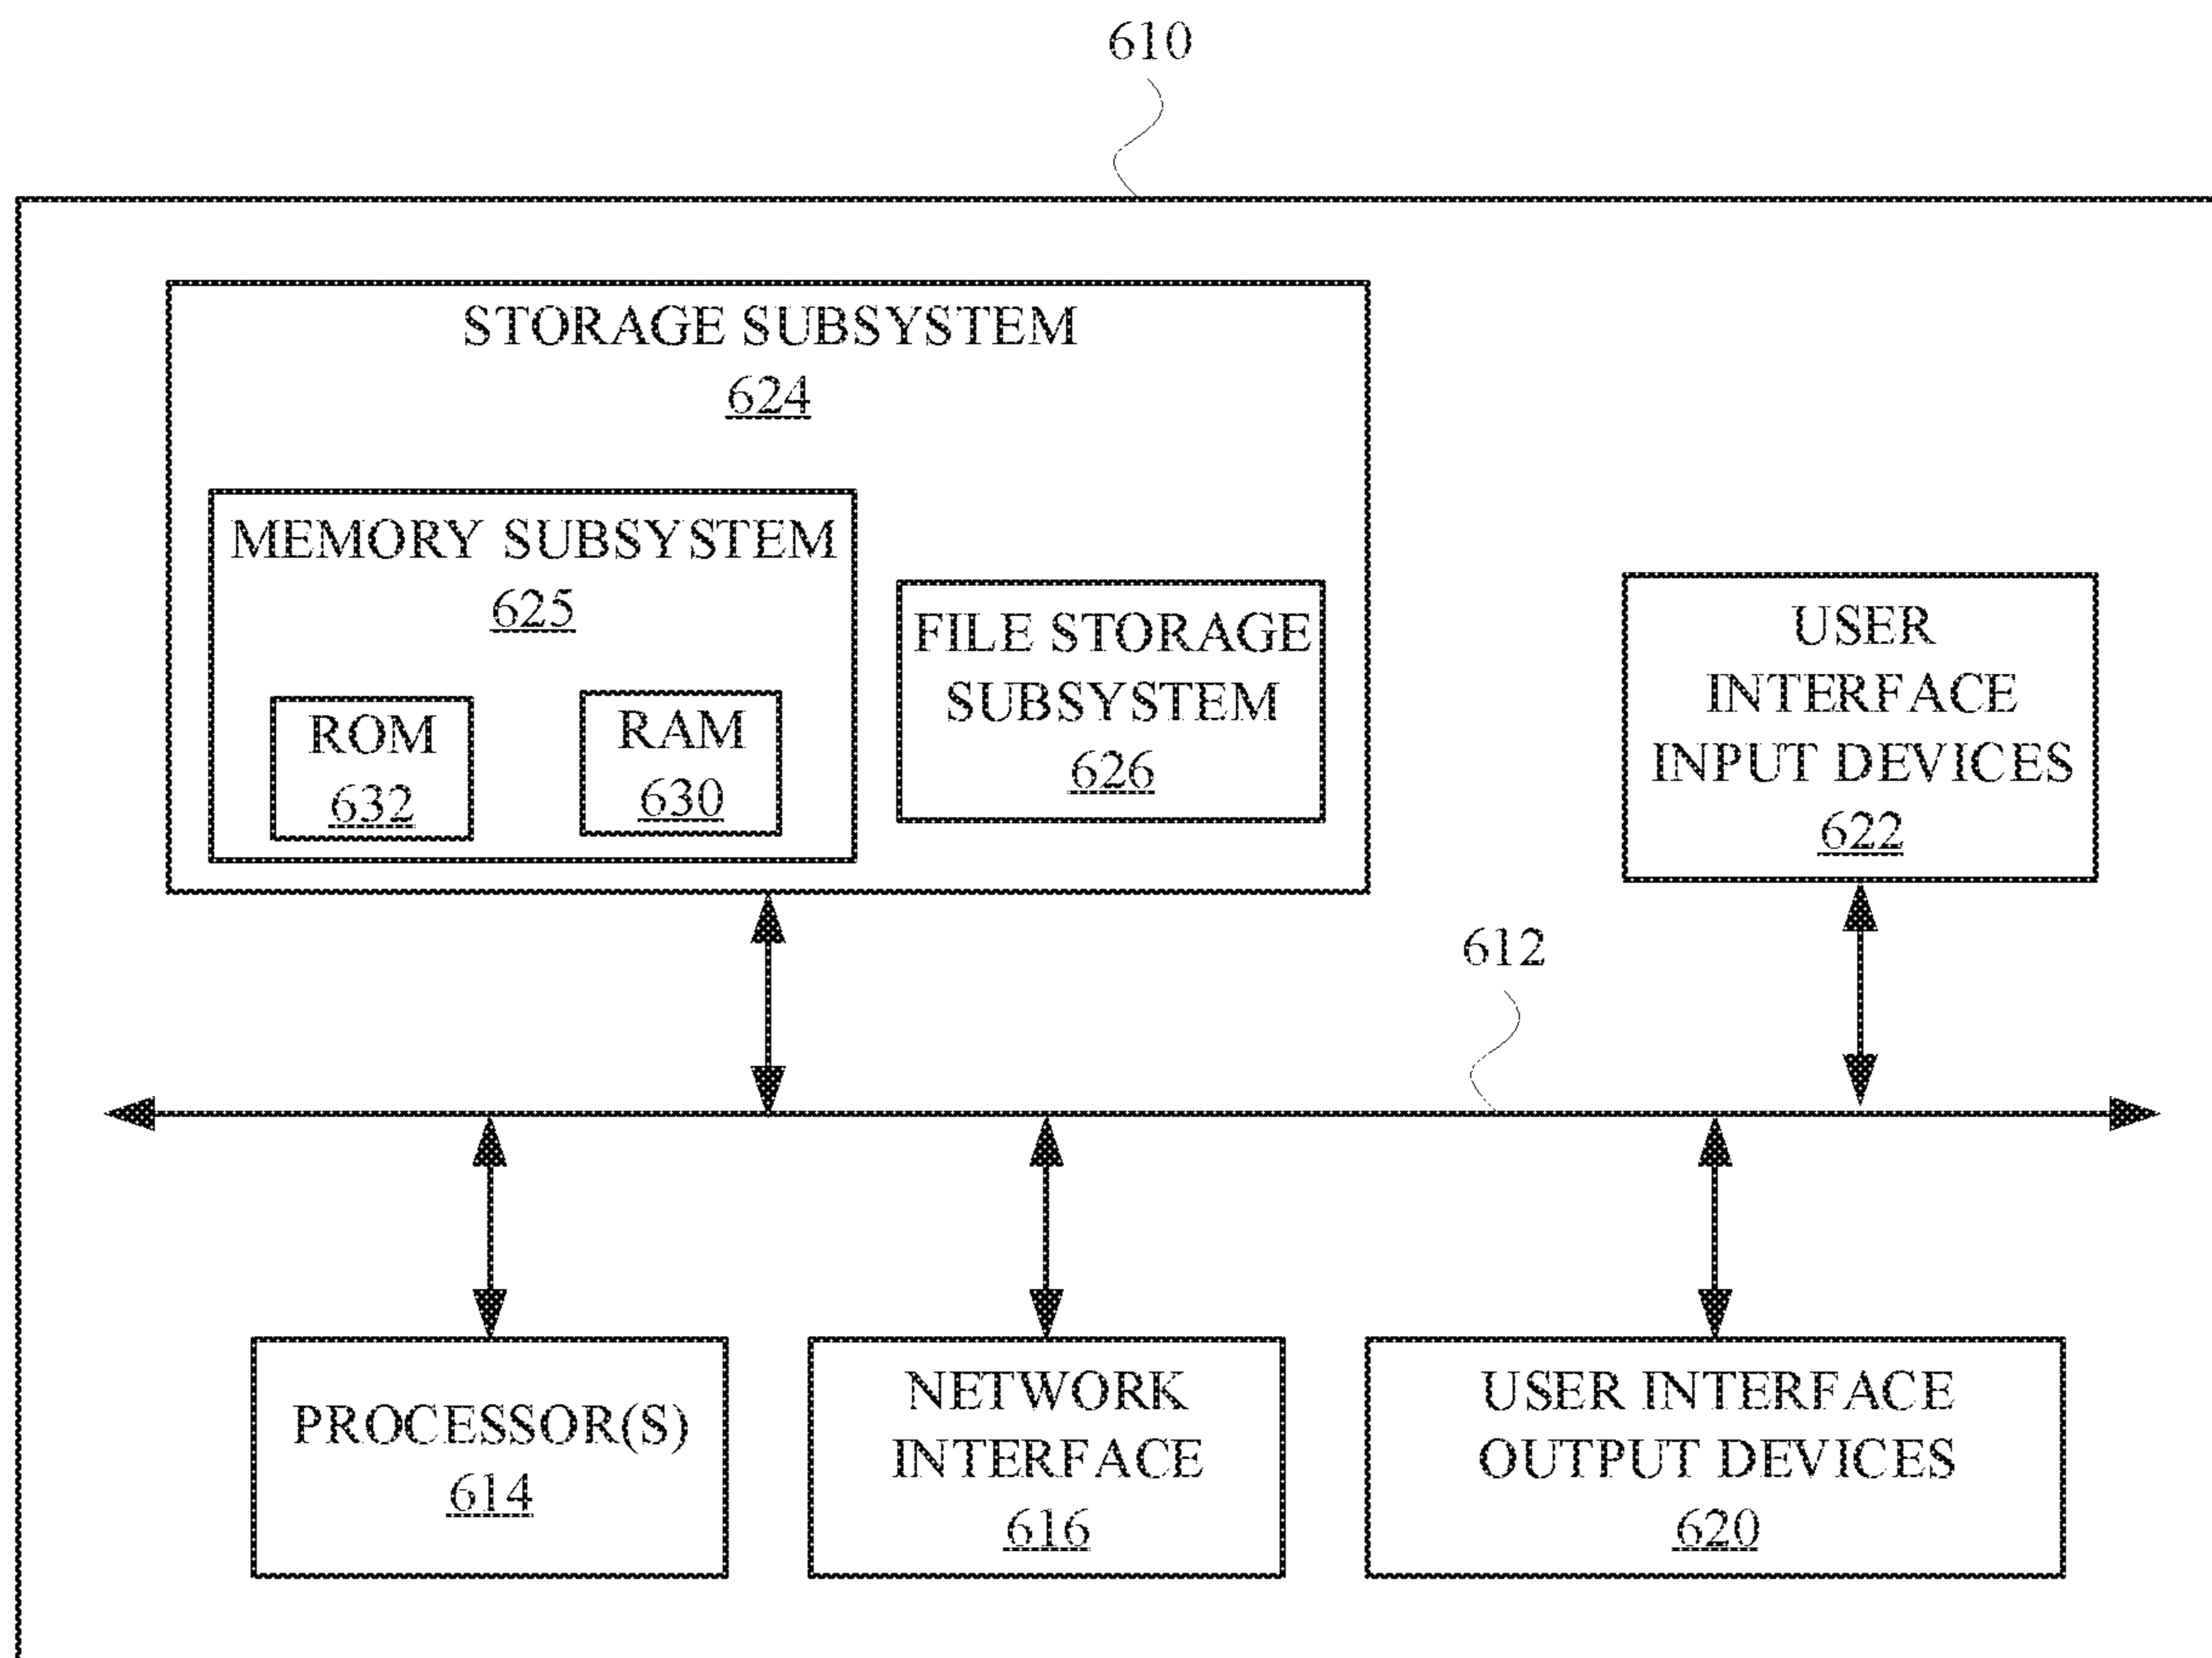 610
STORAGE SUBSYSTEM
624
MEMORY SUBSYSTEM
625
ROM
632
RAM
630
FILE STORAGE
SUBSYSTEM
626
USER
INTERFACE
INPUT DEVICES
622
612
PROCESSOR(S)
614
NETWORK
INTERFACE
616
USER INTERFACE
OUTPUT DEVICES
620